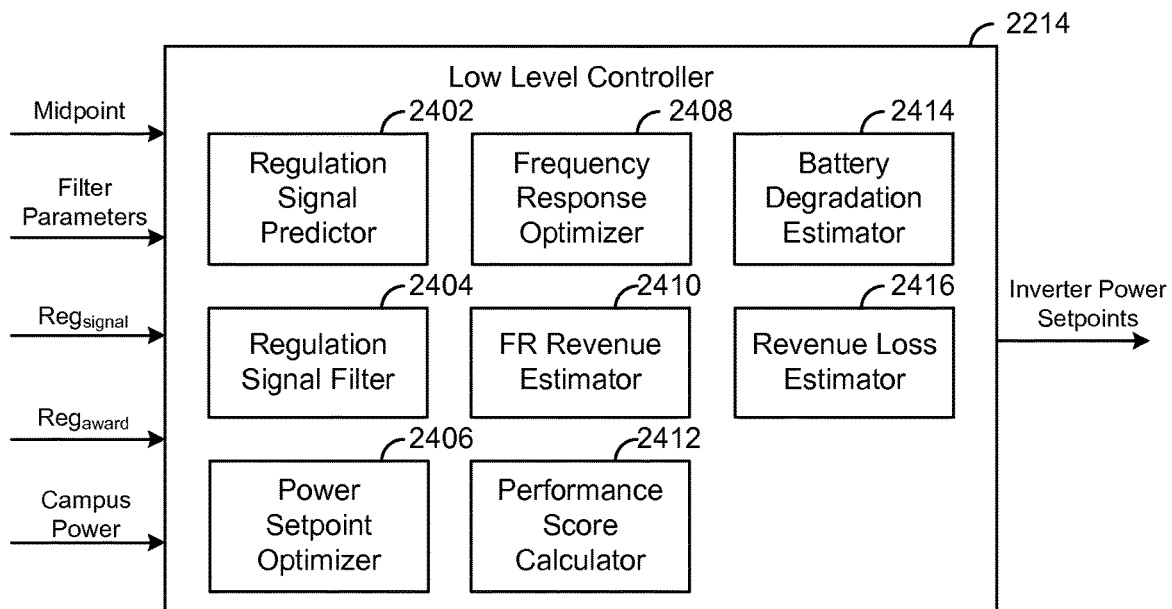 2214
Low Level Controller
Midpoint
Filter
Parameters
Regsignal
Regaward
Campus
Power
2402
Regulation
Signal
Predictor
2408
Frequency
Response
Optimizer
2414
Battery
Degradation
Estimator
2404
Regulation
Signal Filter
2410
FR Revenue
Estimator
2416
Revenue Loss
Estimator
2406
Power
Setpoint
Optimizer
2412
Performance
Score
Calculator
Inverter Power
Setpoints